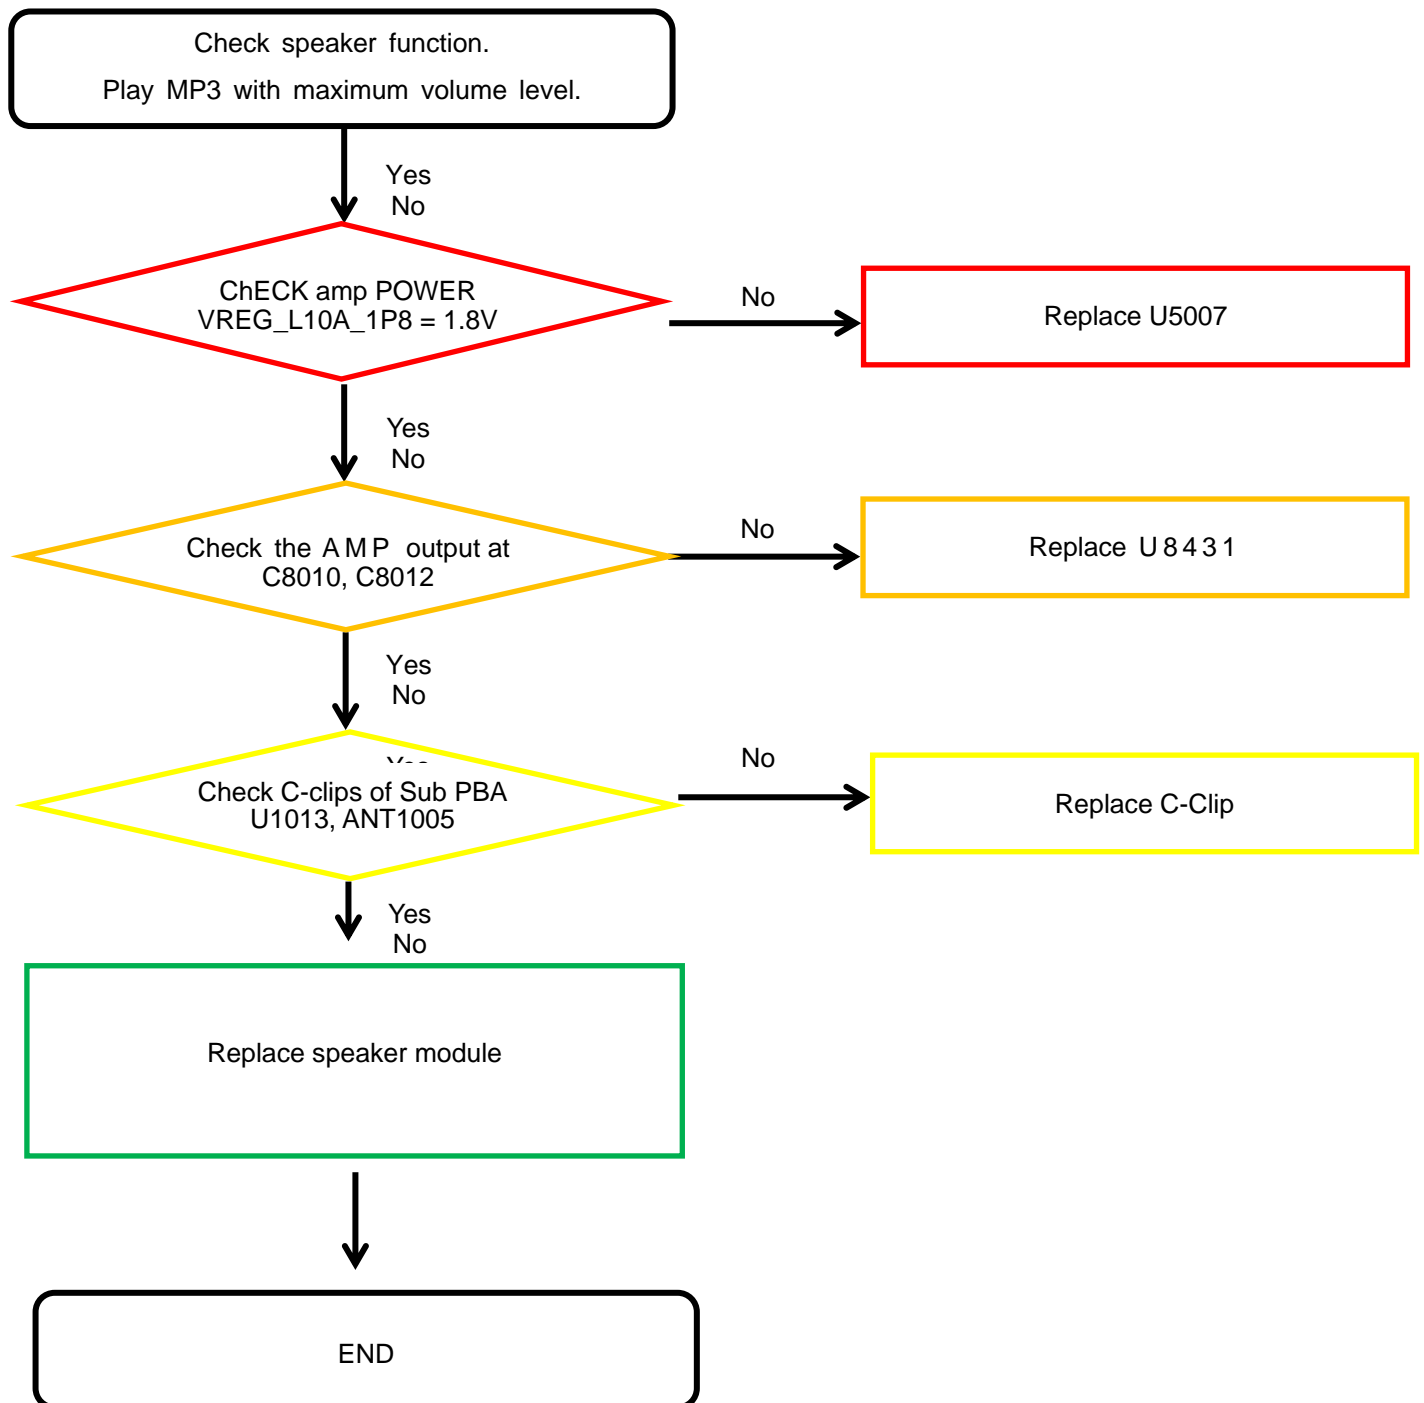 Check speaker function.
Play MP3 with maximum volume level.
Yes
No
ChECK amp POWER
VREG_L10A_1P8 = 1.8V
No
Replace U5007
Yes
No
Check the AMP output at
C8010, C8012
No
Replace U8431
Yes
No
Yes
Check C-clips of Sub PBA
U1013, ANT1005
No
Replace C-Clip
Yes
No
Replace speaker module
END